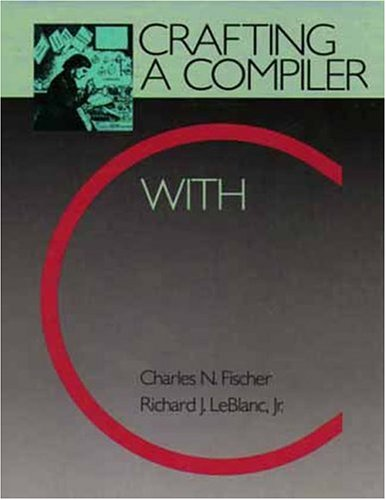 CRAFTING
A COMPILER
WITH
C
Charles N. Fischer
Richard J. LeBlanc, Jr.